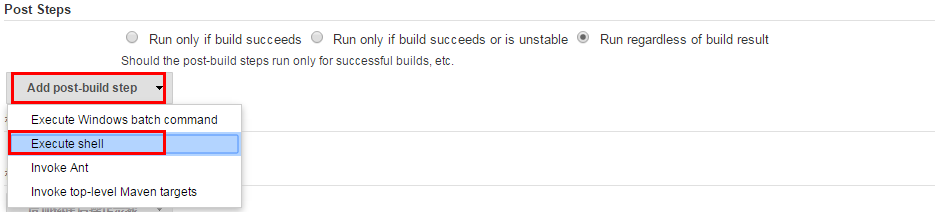 Post Steps
Run only if build succeeds Run only if build succeeds or is unstable Run regardless of build result
Should the post-build steps run only for successful builds, etc.
Add post-build step
Execute Windows batch command
Execute shell
Invoke Ant
Invoke top-level Maven targets